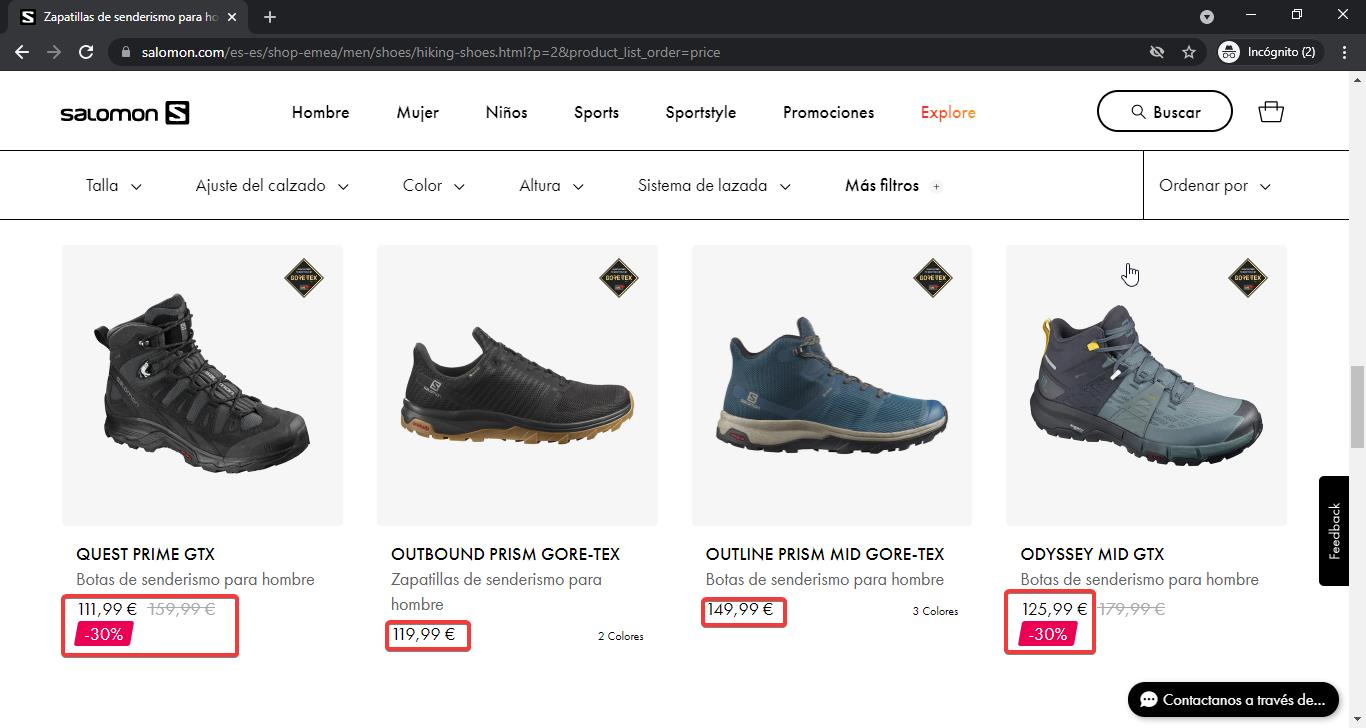 Zapatillas de senderismo para ho
salomon.com/es-es/shop-emea/men/shoes/hiking-shoes.html?p=2&product_list_order=price
Incógnito (2)
salomon S
Hombre
Mujer
Niños
Sports
Sportstyle
Promociones
Explore
Buscar
Talla
Ajuste del calzado
Color
Altura
Sistema de lazada
Más filtros +
Ordenar por
GORE-TEX
GORE-TEX
GORE-TEX
GORE-TEX
QUEST PRIME GTX
Botas de senderismo para hombre
111,99 € 159,99 €
-30%
OUTBOUND PRISM GORE-TEX
Zapatillas de senderismo para
hombre
119,99 €
2 Colores
OUTLINE PRISM MID GORE-TEX
Botas de senderismo para hombre
149,99 €
3 Colores
ODYSSEY MID GTX
Botas de senderismo para hombre
125,99 € 179,99 €
-30%
Feedback
Contactanos a través de...